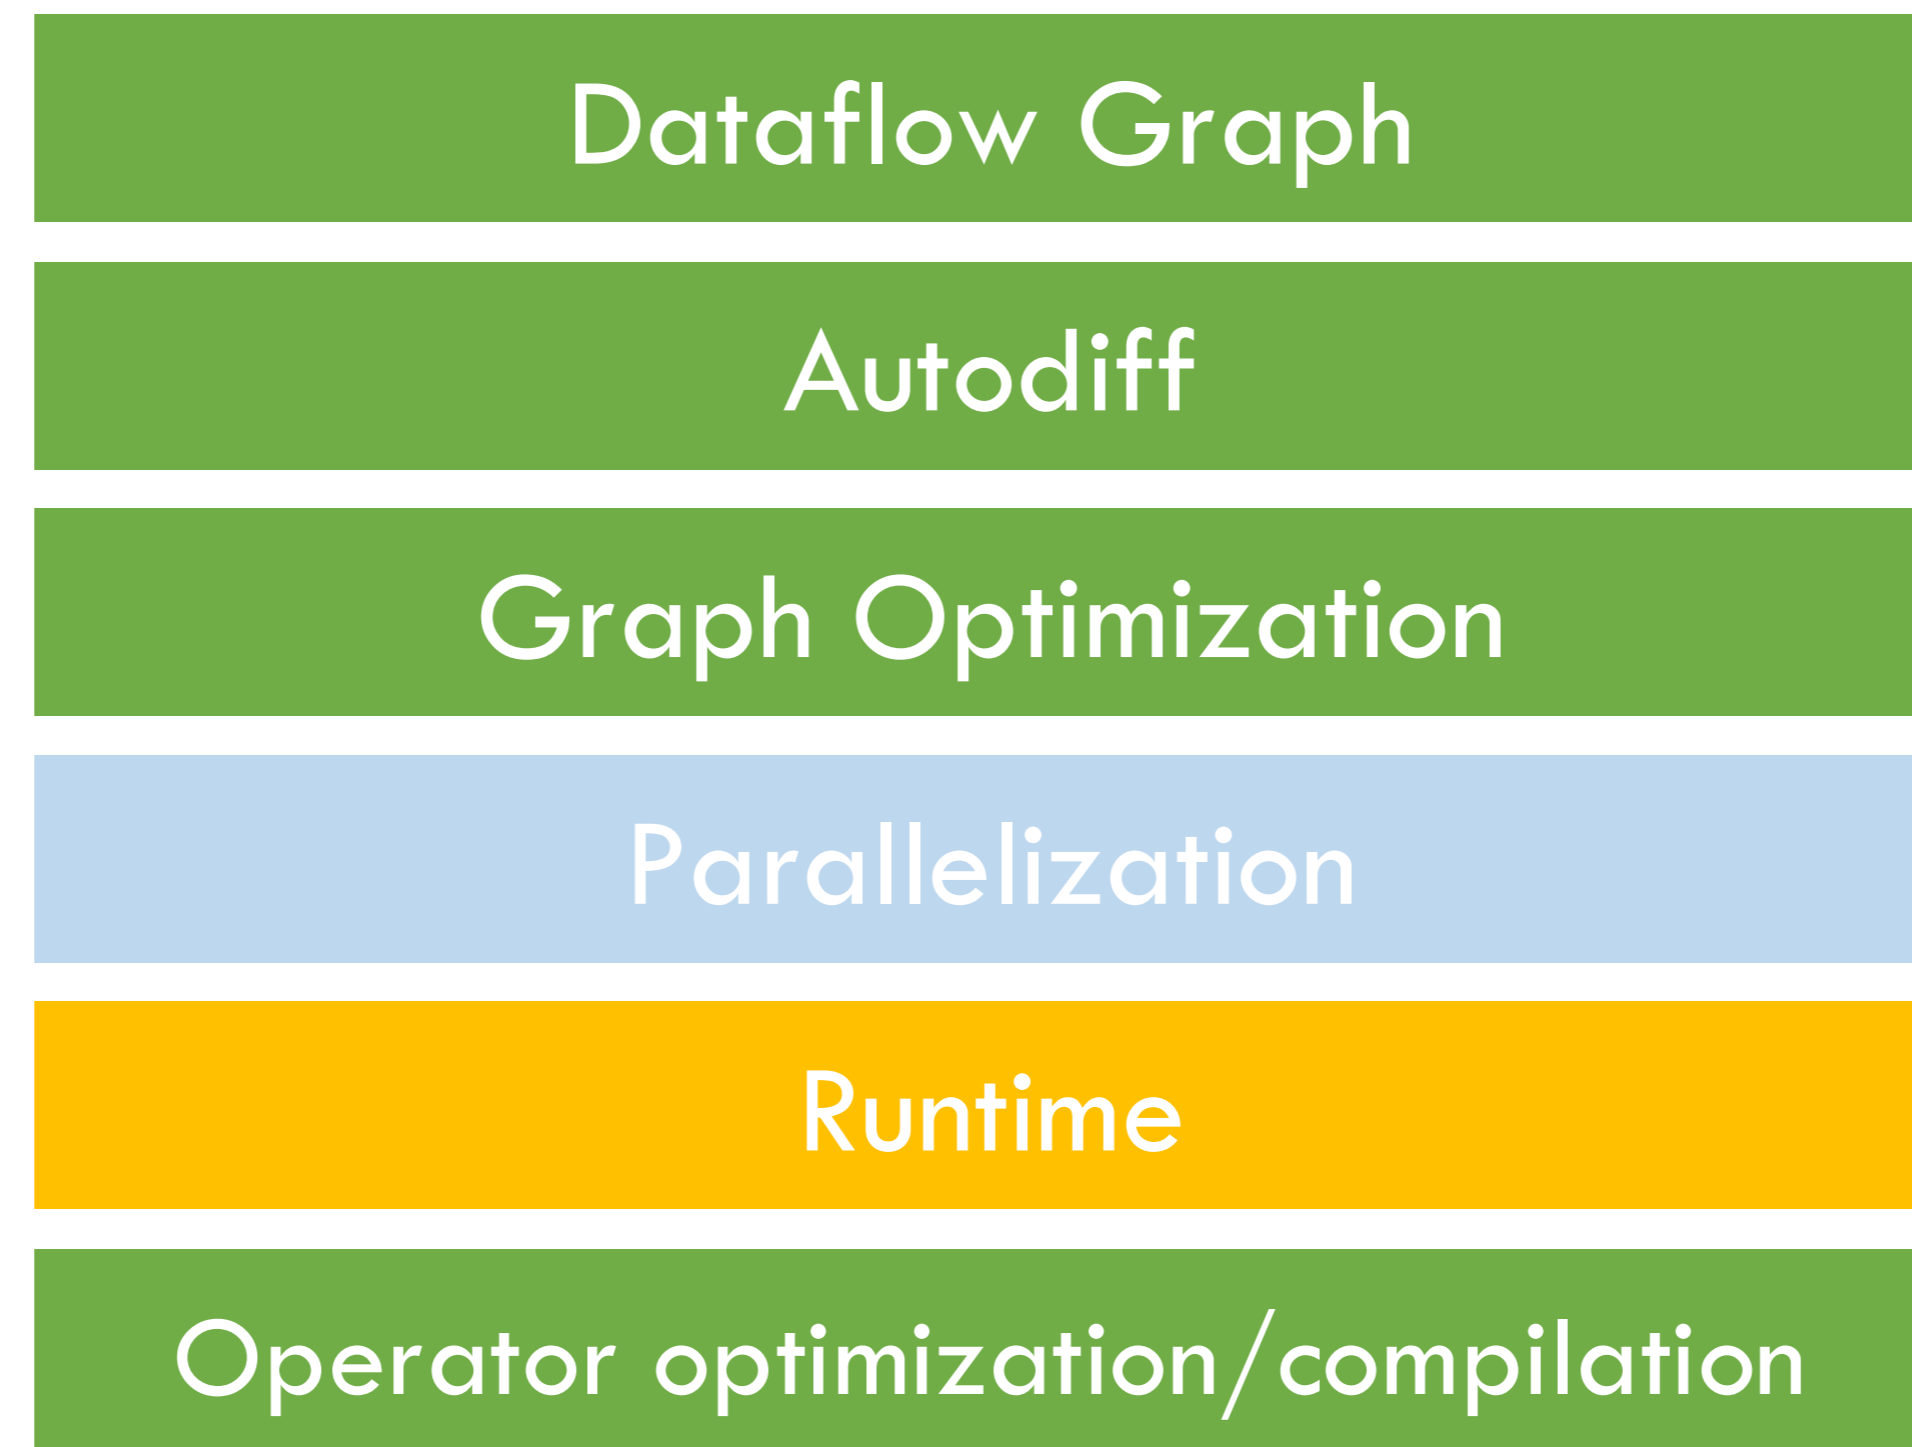 Dataflow Graph
Autodiff
Graph Optimization
Parallelization
Runtime
Operator optimization/compilation